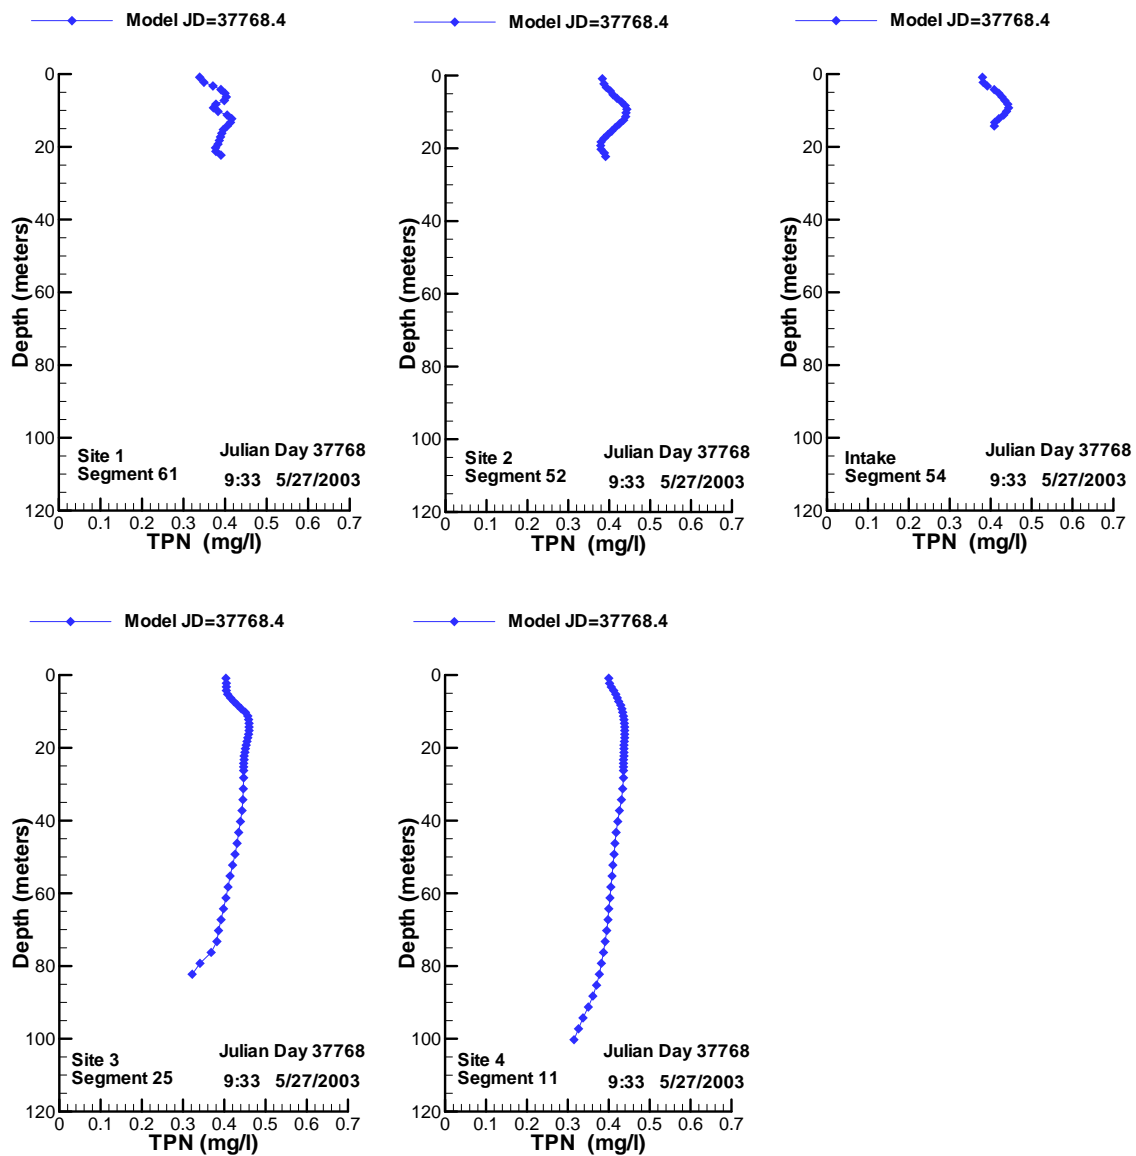 Model JD=37768.4
0
20
40
60
80
100
120
Depth (meters)
Site 1
Segment 61
Julian Day 37768
9:33 5/27/2003
0 0.1 0.2 0.3 0.4 0.5 0.6 0.7
TPN (mg/l)
Model JD=37768.4
0
20
40
60
80
100
120
Depth (meters)
Site 2
Segment 52
Julian Day 37768
9:33 5/27/2003
0 0.1 0.2 0.3 0.4 0.5 0.6 0.7
TPN (mg/l)
Model JD=37768.4
0
20
40
60
80
100
120
Depth (meters)
Intake
Segment 54
Julian Day 37768
9:33 5/27/2003
0 0.1 0.2 0.3 0.4 0.5 0.6 0.7
TPN (mg/l)
Model JD=37768.4
0
20
40
60
80
100
120
Depth (meters)
Site 3
Segment 25
Julian Day 37768
9:33 5/27/2003
0 0.1 0.2 0.3 0.4 0.5 0.6 0.7
TPN (mg/l)
Model JD=37768.4
0
20
40
60
80
100
120
Depth (meters)
Site 4
Segment 11
Julian Day 37768
9:33 5/27/2003
0 0.1 0.2 0.3 0.4 0.5 0.6 0.7
TPN (mg/l)